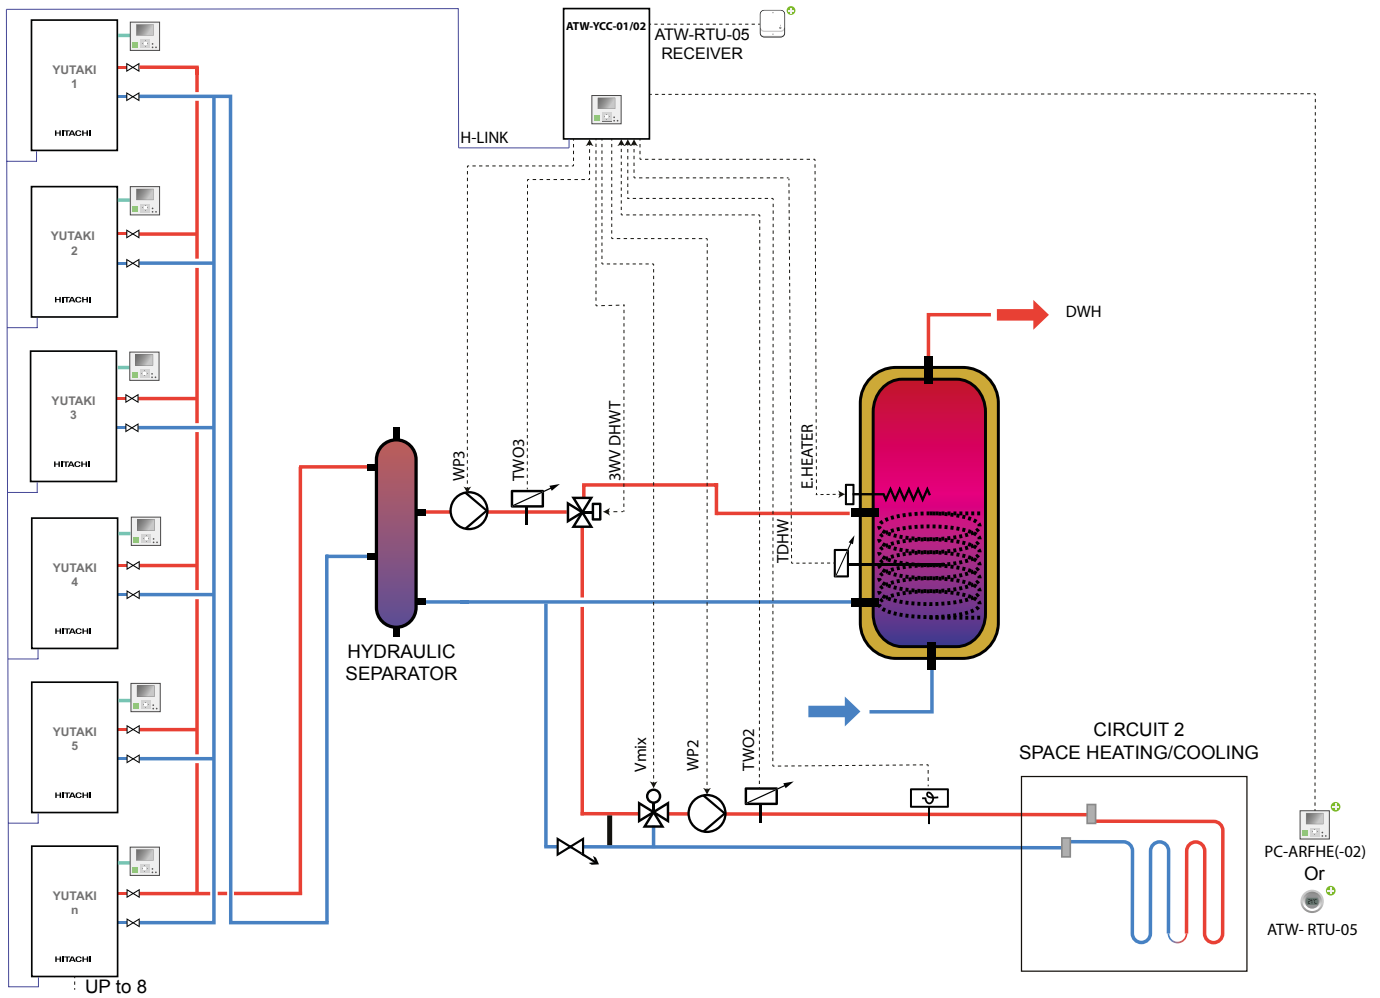 YUTAKI
1
HITACHI
YUTAKI
2
HITACHI
YUTAKI
3
HITACHI
YUTAKI
4
HITACHI
YUTAKI
5
HITACHI
YUTAKI
n
HITACHI
UP to 8
H-LINK
ATW-YCC-01/02
ATW-RTU-05
RECEIVER
WP3
TWO3
3WV DHWT
E.HEATER
TDHW
DWH
HYDRAULIC
SEPARATOR
Vmix
WP2
TWO2
CIRCUIT 2
SPACE HEATING/COOLING
PC-ARFHE(-02)
Or
ATW- RTU-05